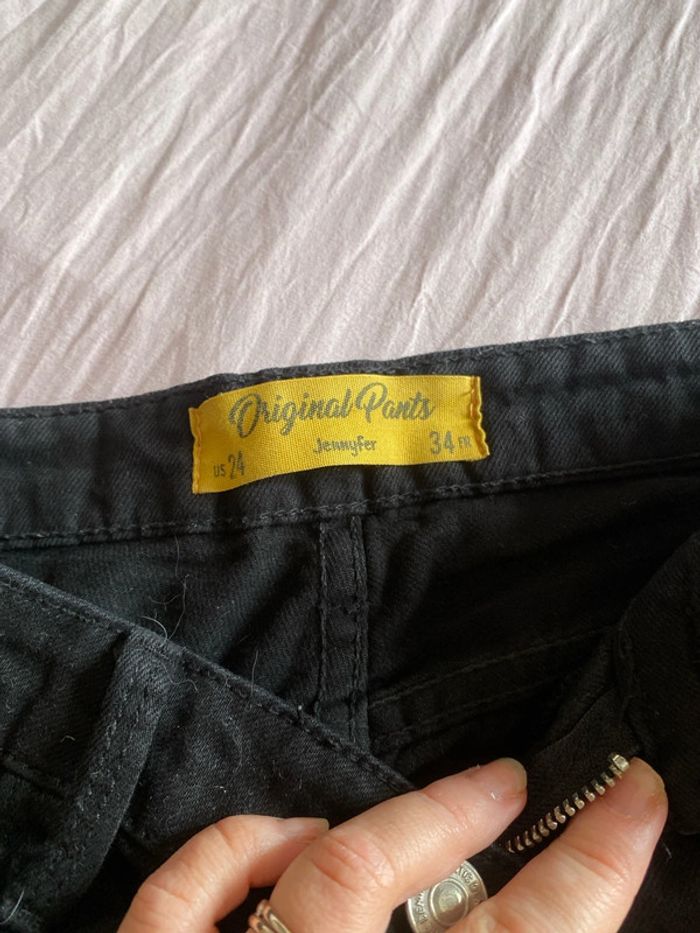 Original Pants
Jennyfer
US 24
34 FR